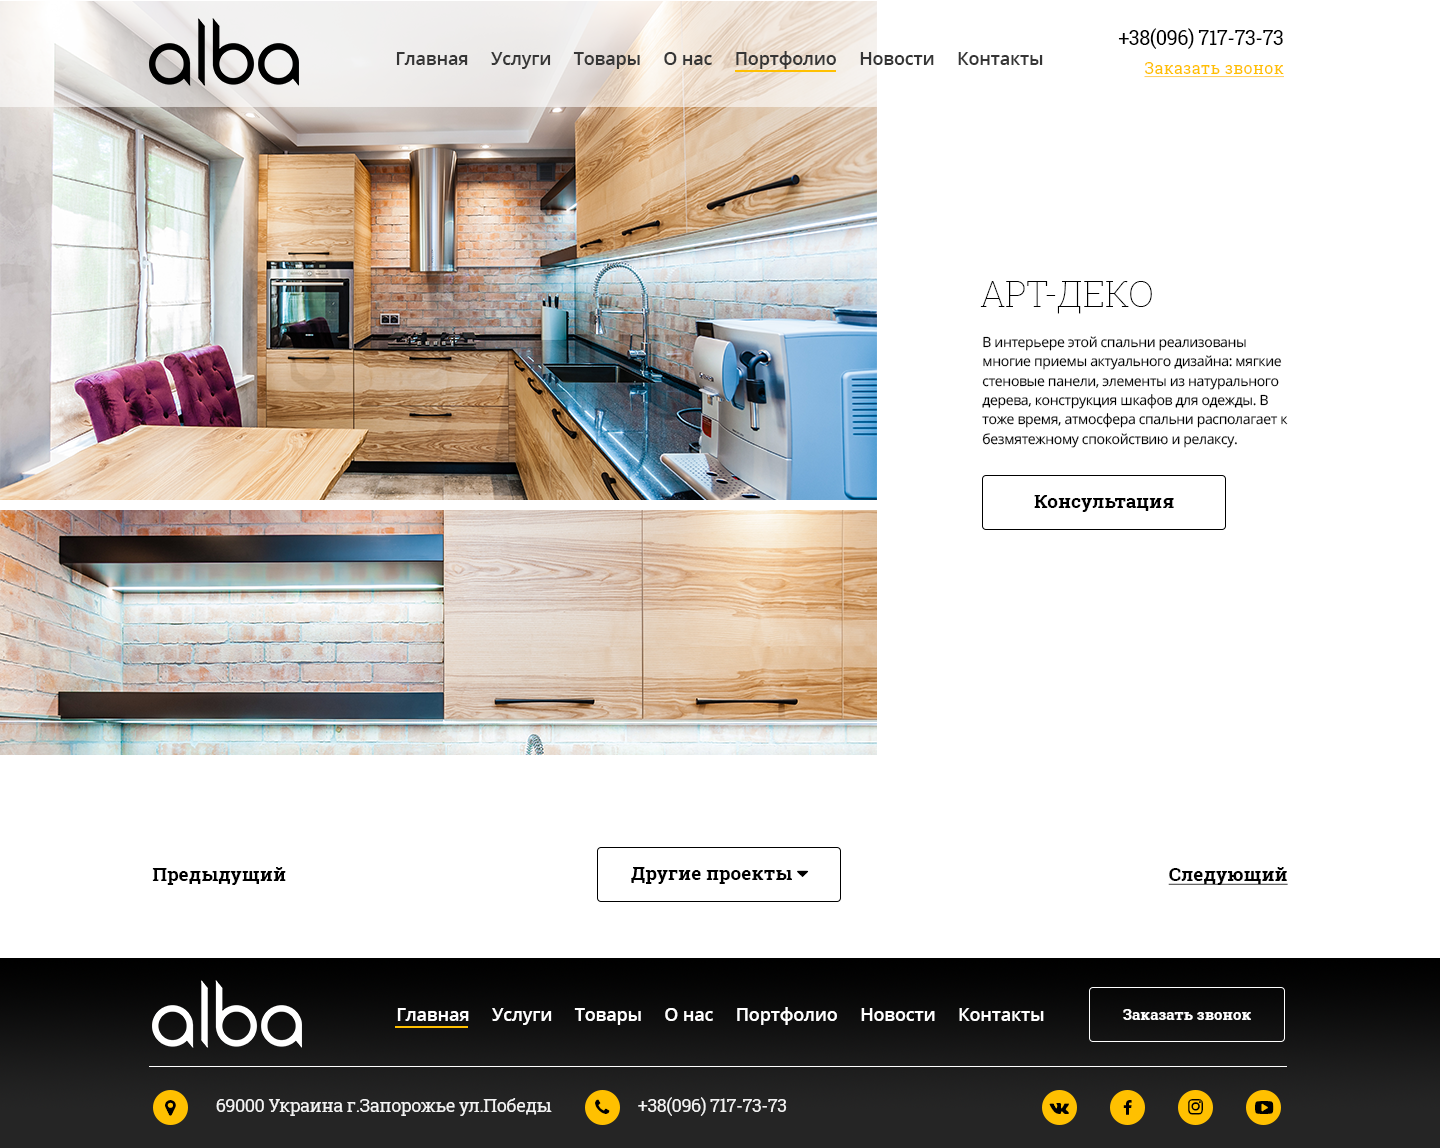 alba
Главная Услуги Товары О нас Портфолио Новости Контакты
+38(096) 717-73-73
Заказать звонок
АРТ-ДЕКО
В интерьере этой спальни реализованы
многие приемы актуального дизайна: мягкие
стеновые панели, элементы из натурального
дерева, конструкция шкафов для одежды. В
тоже время, атмосфера спальни располагает к
безмятежному спокойствию и релаксу.
Консультация
Предыдущий
Другие проекты
Следующий
alba
Главная Услуги Товары О нас Портфолио Новости Контакты
Заказать звонок
69000 Украина г.Запорожье ул.Победы
+38(096) 717-73-73